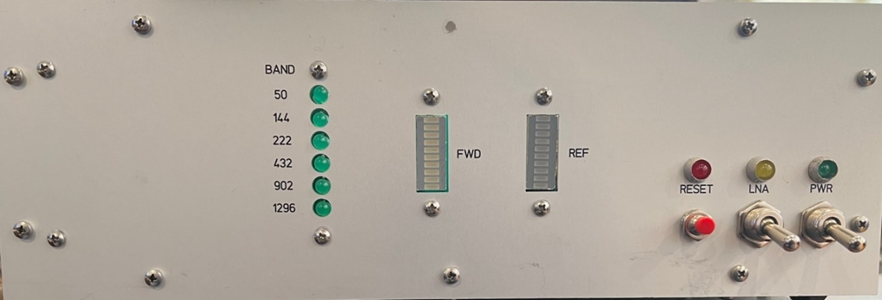 BAND
50
144
222
432
902
1296
FWD
REF
RESET LNA PWR